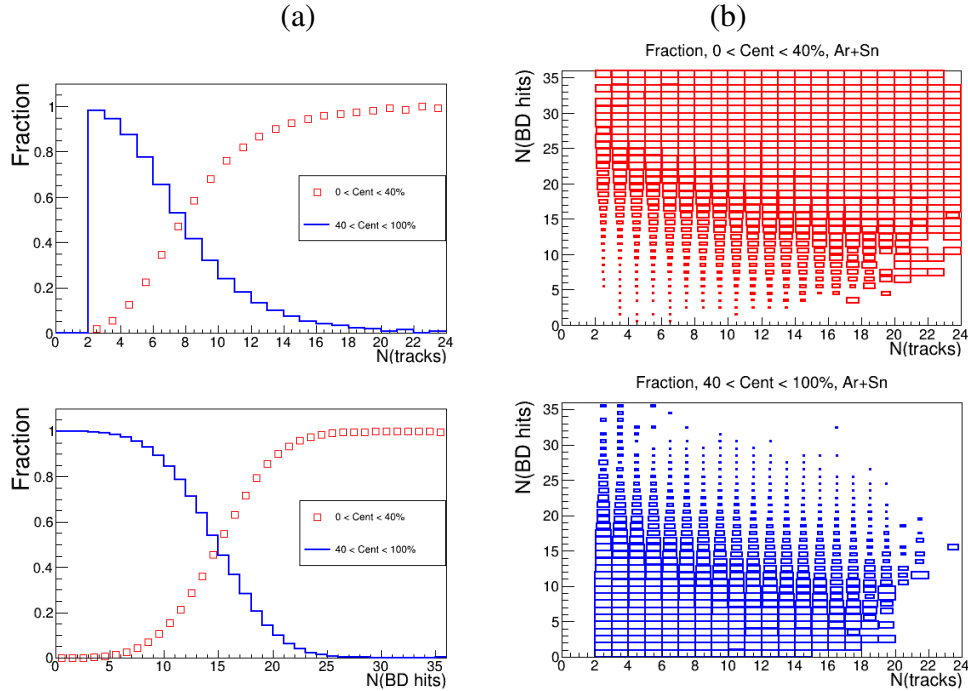 (a)
(b)
Fraction
1
0.8
0.6
0.4
0.2
0
0 < Cent < 40%
40 < Cent < 100%
0 2 4 6 8 10 12 14 16 18 20 22 24
N(tracks)
Fraction, 0 < Cent < 40%, Ar+Sn
N(BD hits)
35
30
25
20
15
10
5
0
0 2 4 6 8 10 12 14 16 18 20 22 24
N(tracks)
Fraction
1
0.8
0.6
0.4
0.2
0
0 < Cent < 40%
40 < Cent < 100%
0 5 10 15 20 25 30 35
N(BD hits)
Fraction, 40 < Cent < 100%, Ar+Sn
N(BD hits)
35
30
25
20
15
10
5
0
0 2 4 6 8 10 12 14 16 18 20 22 24
N(tracks)